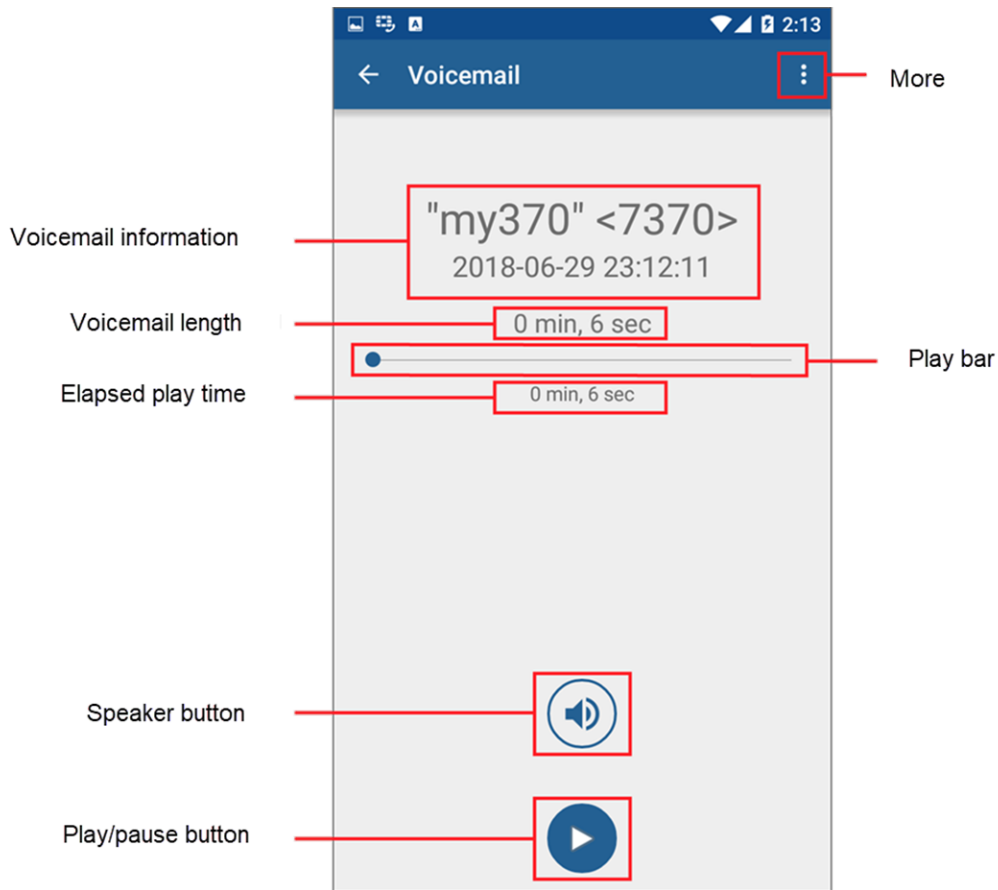 2:13
Voicemail
More
"my370" <7370>
Voicemail information
2018-06-29 23:12:11
Voicemail length
0 min, 6 sec
Play bar
Elapsed play time
0 min, 6 sec
Speaker button
Play/pause button